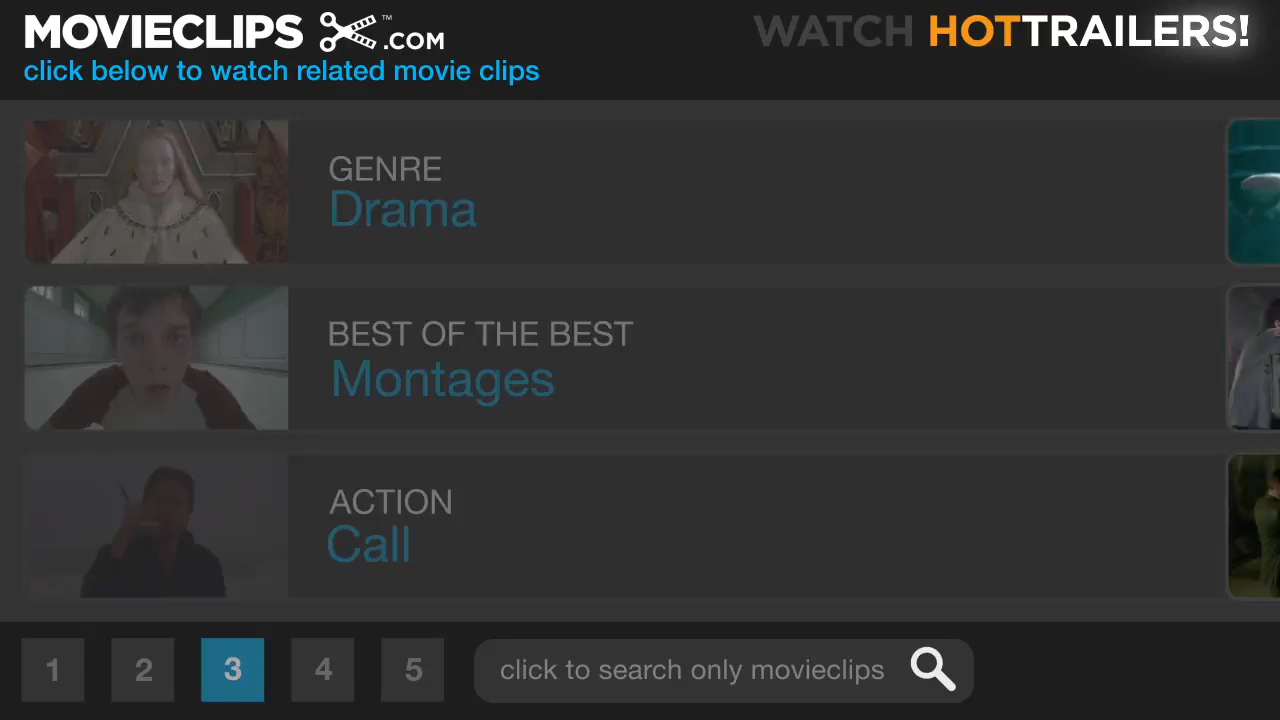 MOVIECLIPS ™ .COM
WATCH HOTTRAILERS!
click below to watch related movie clips
GENRE
Drama
BEST OF THE BEST
Montages
ACTION
Call
1 2 3 4 5
click to search only movieclips